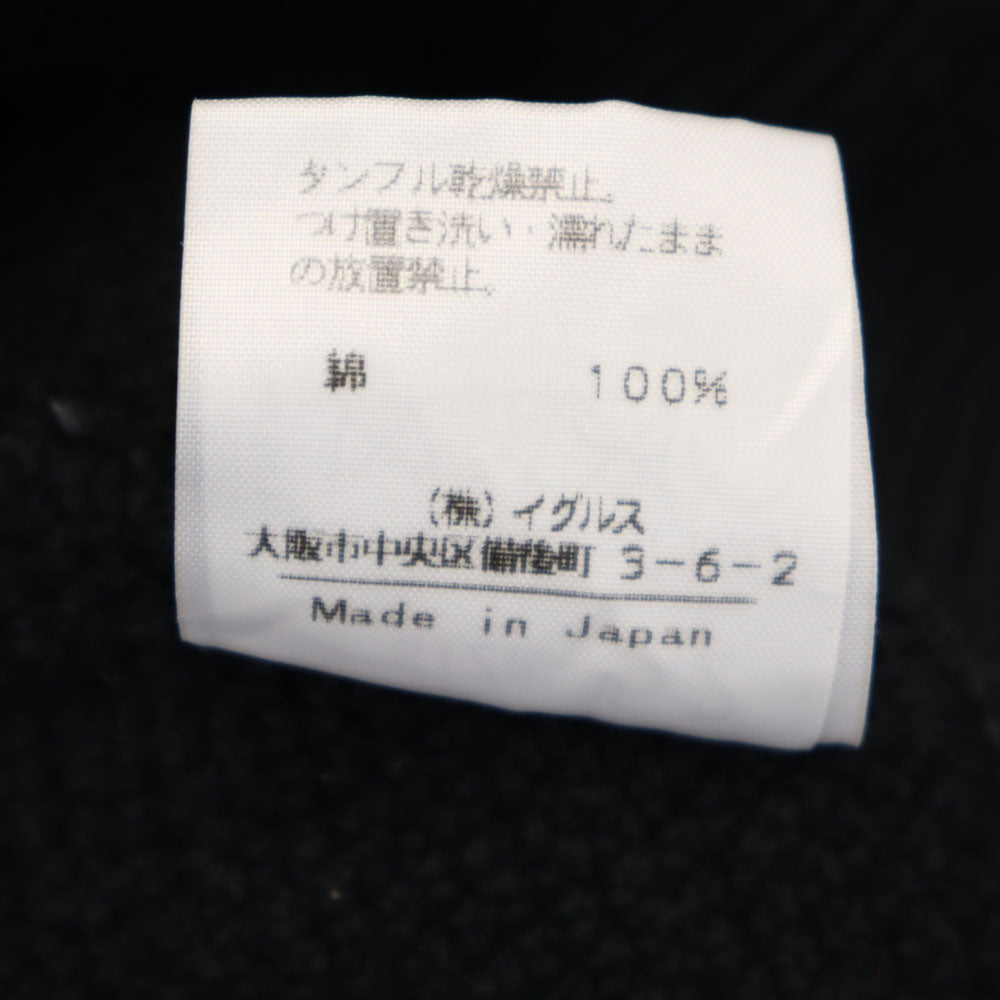 タンブル乾燥禁止。
つけ置き洗い・濡れたまま
の放置禁止。
綿 100%
(株)イグルス
大阪市中央区備後町 3-6-2
Made in Japan